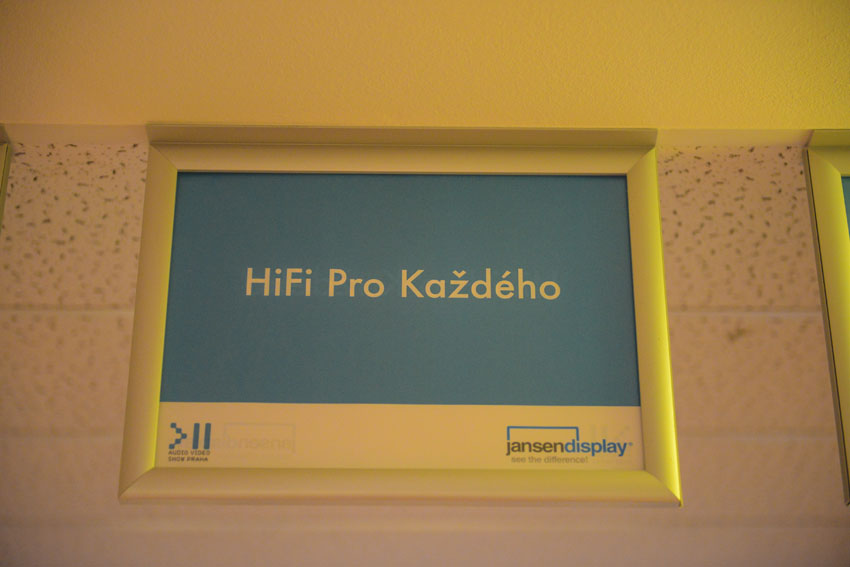 HiFi Pro Každého
AUDIO VIDEO
SHOW PRAHA
jansendisplay®
see the difference!